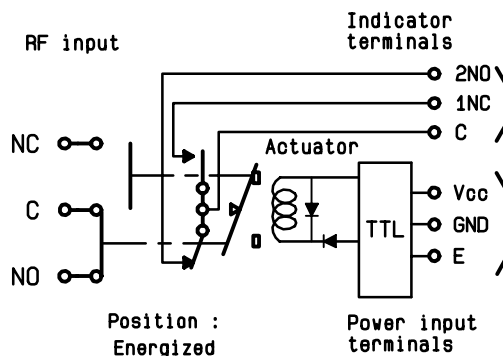 RF input
Indicator
terminals
2NO
1NC
C
Actuator
NC
C
NO
TTL
Vcc
GND
E
Position :
Energized
Power input
terminals